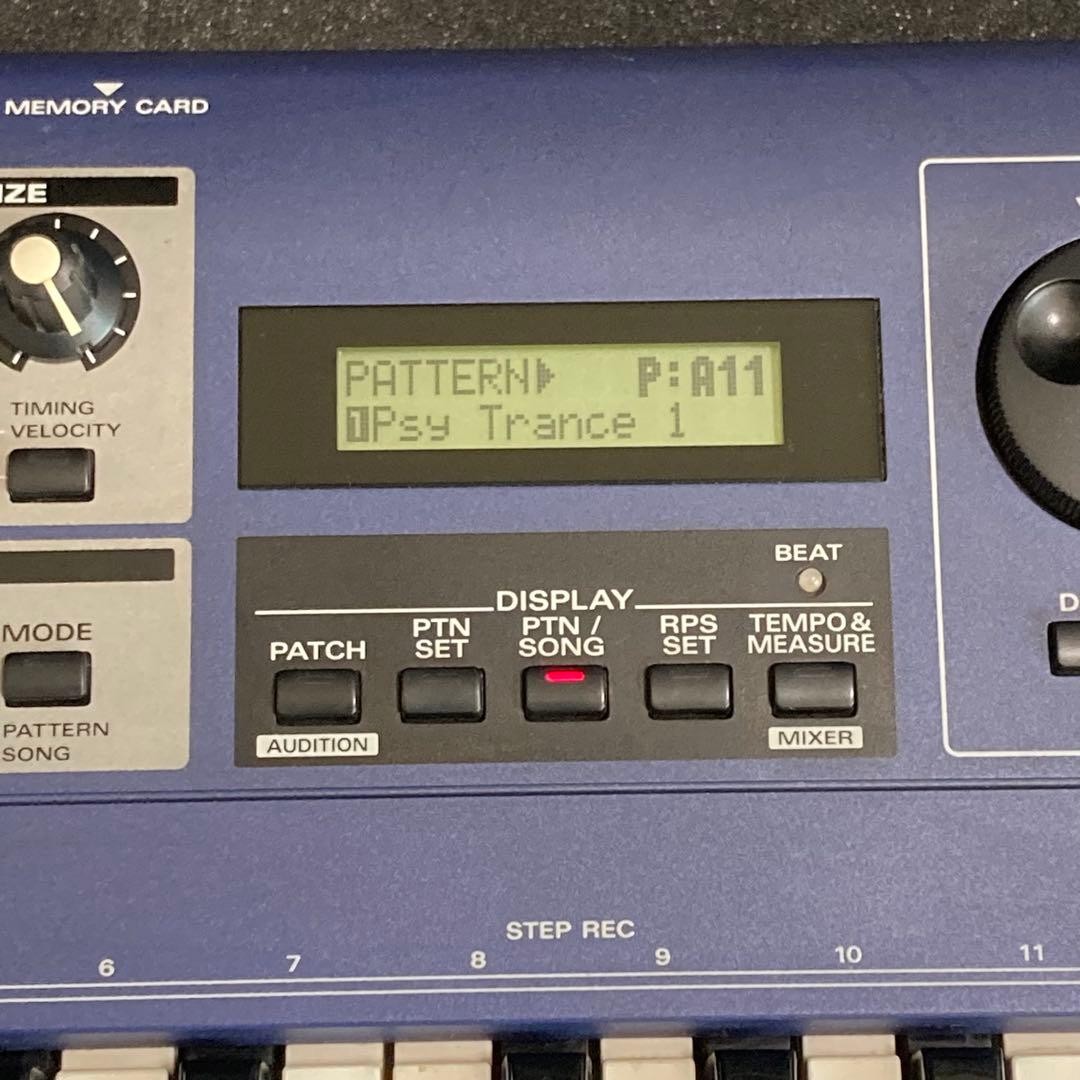 MEMORY CARD
IZE
TIMING
VELOCITY
PATTERN▶ P:A11
1Psy Trance 1
BEAT
DISPLAY
MODE
PATCH
PTN
SET
PTN /
SONG
RPS
SET
TEMPO&
MEASURE
PATTERN
SONG
AUDITION
MIXER
STEP REC
6 7 8 9 10 11